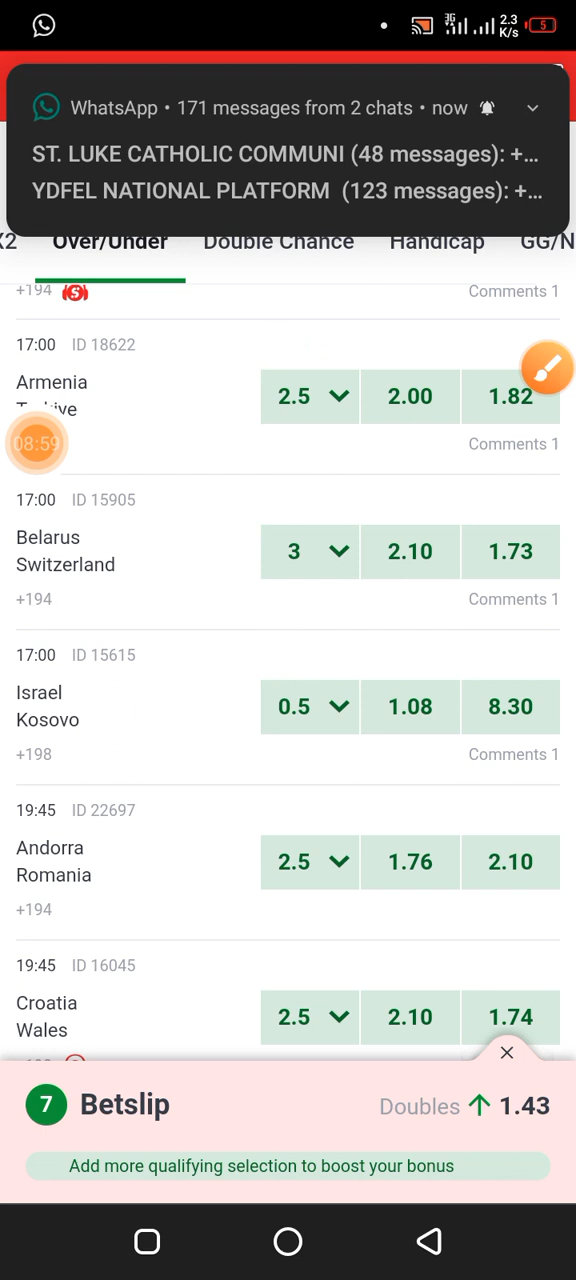 3G 2.3 K/s 5
WhatsApp • 171 messages from 2 chats • now
ST. LUKE CATHOLIC COMMUNI (48 messages): +...
YDFEL NATIONAL PLATFORM (123 messages): +...
X2 Over/Under Double Chance Handicap GG/N
+194 Comments 1
17:00 ID 18622
Armenia
2.5 2.00 1.82
08:59 Comments 1
17:00 ID 15905
Belarus
Switzerland
3 2.10 1.73
+194 Comments 1
17:00 ID 15615
Israel
Kosovo
0.5 1.08 8.30
+198 Comments 1
19:45 ID 22697
Andorra
Romania
2.5 1.76 2.10
+194
19:45 ID 16045
Croatia
Wales
2.5 2.10 1.74
7 Betslip Doubles 1.43
Add more qualifying selection to boost your bonus